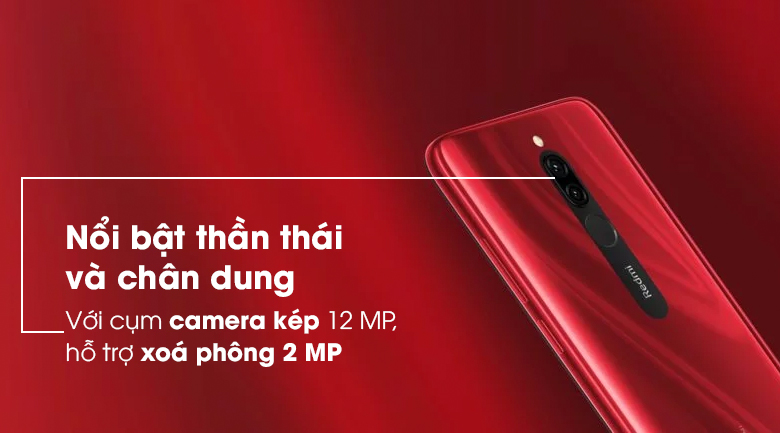 Nổi bật thần thái
và chân dung
Với cụm camera kép 12 MP,
hỗ trợ xoá phông 2 MP
Redmi